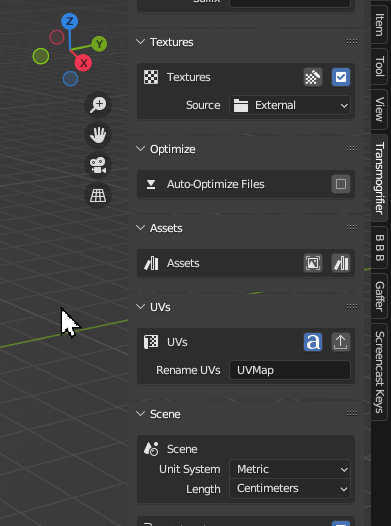 Suffix
Z
Y
X
Textures
Textures
Source
External
Optimize
Auto-Optimize Files
Assets
Assets
UVs
UVs
a
Rename UVs
UVMap
Scene
Scene
Unit System
Metric
Length
Centimeters
Item
Tool
View
Transmogrifier
B B B
Gaffer
Screencast Keys